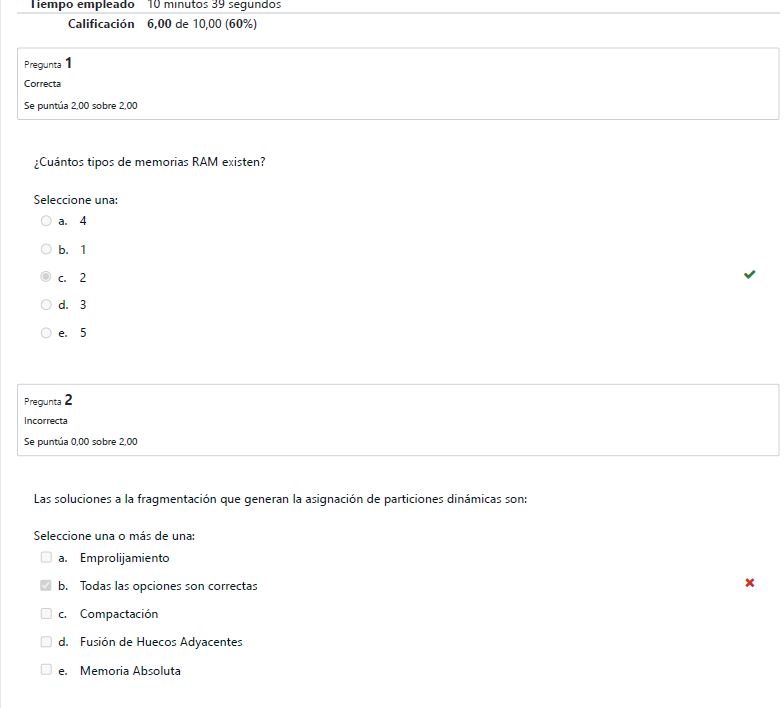 Tiempo empleado 10 minutos 39 segundos
Calificación 6,00 de 10,00 (60%)
Pregunta 1
Correcta
Se puntúa 2,00 sobre 2,00
¿Cuántos tipos de memorias RAM existen?
Seleccione una:
a. 4
b. 1
c. 2
d. 3
e. 5
Pregunta 2
Incorrecta
Se puntúa 0,00 sobre 2,00
Las soluciones a la fragmentación que generan la asignación de particiones dinámicas son:
Seleccione una o más de una:
a. Emprolijamiento
b. Todas las opciones son correctas
c. Compactación
d. Fusión de Huecos Adyacentes
e. Memoria Absoluta